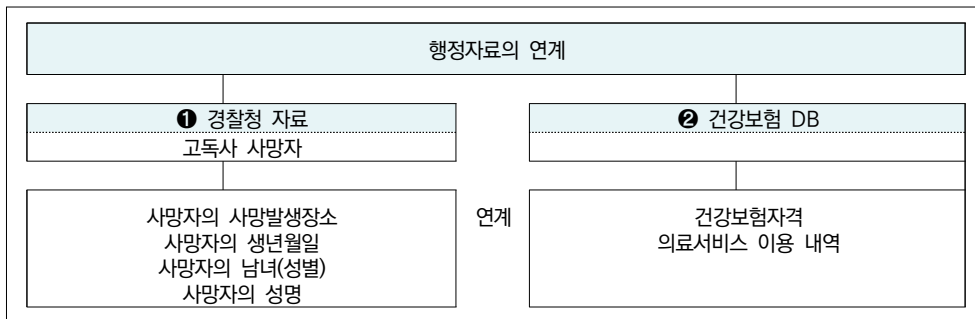 행정자료의 연계
❶ 경찰청 자료
고독사 사망자
❷ 건강보험 DB
사망자의 사망발생장소
사망자의 생년월일
사망자의 남녀(성별)
사망자의 성명
연계
건강보험자격
의료서비스 이용 내역